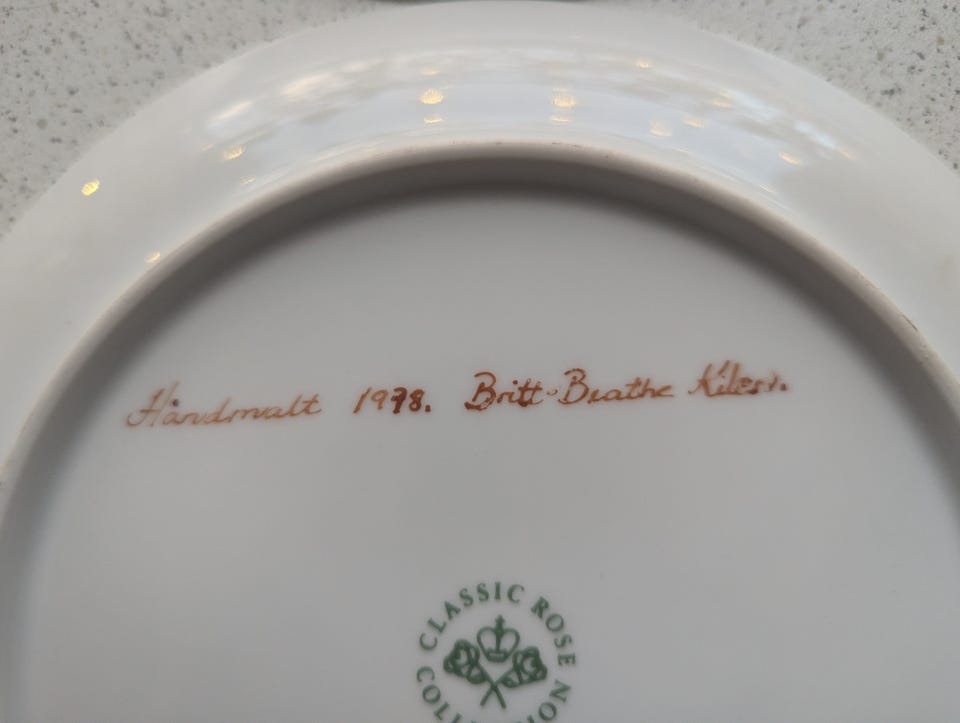 Håndmalt 1978. Britt-Beathe
CLASSIC ROSE